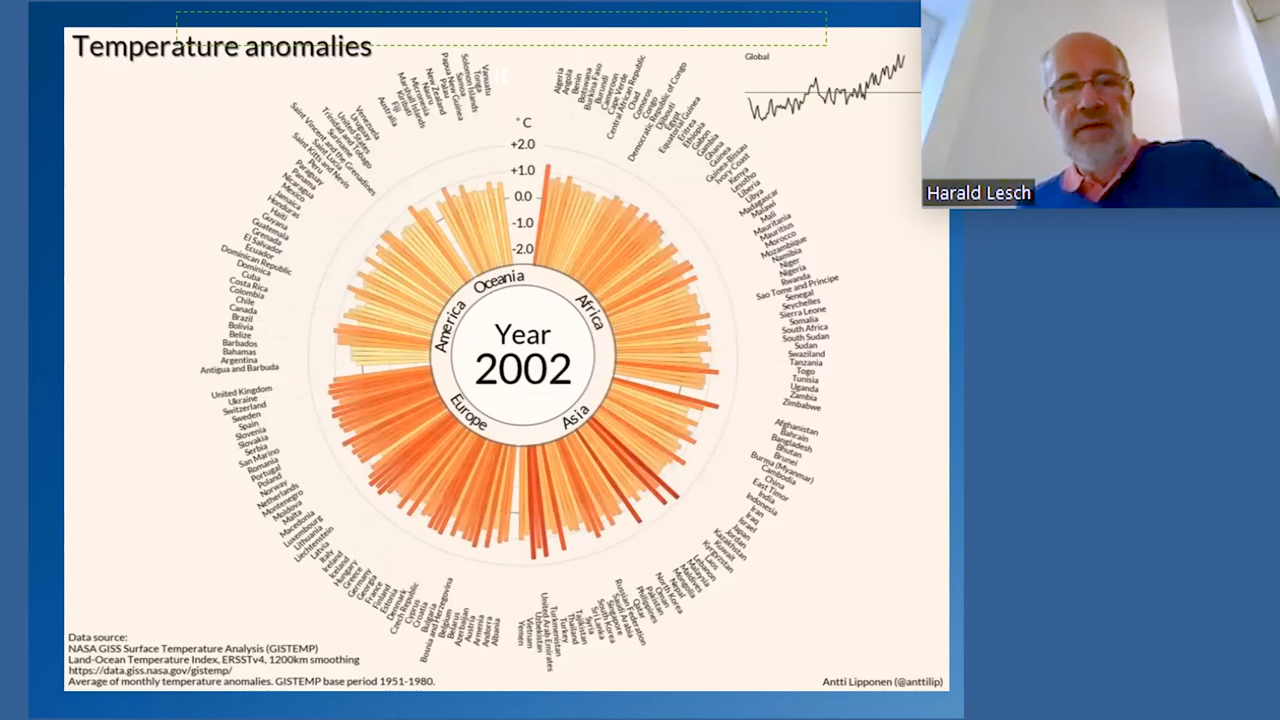 Temperature anomalies
Global
Harald Lesch
°C
+2.0
+1.0
0.0
-1.0
-2.0
Oceania
Africa
Asia
Europe
America
Year
2002
Algeria
Angola
Benin
Botswana
Burkina Faso
Burundi
Cameroon
Cape Verde
Central African Republic
Chad
Comoros
Congo
Democratic Republic of Congo
Djibouti
Egypt
Equatorial Guinea
Eritrea
Ethiopia
Gabon
Gambia
Ghana
Guinea
Guinea-Bissau
Ivory Coast
Kenya
Lesotho
Liberia
Libya
Madagascar
Malawi
Mali
Mauritania
Mauritius
Morocco
Mozambique
Namibia
Niger
Nigeria
Rwanda
Sao Tome and Principe
Senegal
Seychelles
Sierra Leone
Somalia
South Africa
South Sudan
Sudan
Swaziland
Tanzania
Togo
Tunisia
Uganda
Zambia
Zimbabwe
Afghanistan
Bahrain
Bangladesh
Bhutan
Brunei
Burma (Myanmar)
Cambodia
China
East Timor
India
Indonesia
Iran
Iraq
Israel
Japan
Jordan
Kazakhstan
Kuwait
Kyrgyzstan
Laos
Lebanon
Malaysia
Maldives
Mongolia
Nepal
North Korea
Oman
Pakistan
Philippines
Qatar
Russian Federation
Saudi Arabia
Singapore
South Korea
Sri Lanka
Syria
Tajikistan
Thailand
Turkey
Turkmenistan
United Arab Emirates
Uzbekistan
Vietnam
Yemen
Albania
Andorra
Armenia
Austria
Azerbaijan
Belarus
Belgium
Bosnia and Herzegovina
Bulgaria
Croatia
Cyprus
Czech Republic
Denmark
Estonia
Finland
France
Georgia
Germany
Greece
Hungary
Iceland
Ireland
Italy
Latvia
Liechtenstein
Lithuania
Luxembourg
Macedonia
Malta
Moldova
Montenegro
Netherlands
Norway
Poland
Portugal
Romania
San Marino
Serbia
Slovakia
Slovenia
Spain
Sweden
Switzerland
Ukraine
United Kingdom
Antigua and Barbuda
Argentina
Bahamas
Barbados
Belize
Bolivia
Brazil
Canada
Chile
Colombia
Costa Rica
Cuba
Dominica
Dominican Republic
Ecuador
El Salvador
Grenada
Guatemala
Guyana
Haiti
Honduras
Jamaica
Mexico
Nicaragua
Panama
Paraguay
Peru
Saint Kitts and Nevis
Saint Lucia
Saint Vincent and the Grenadines
Suriname
Trinidad and Tobago
United States
Uruguay
Venezuela
Australia
Fiji
Kiribati
Marshall Islands
Micronesia
Nauru
New Zealand
Palau
Papua New Guinea
Samoa
Solomon Islands
Tonga
Vanuatu
Data source:
NASA GISS Surface Temperature Analysis (GISTEMP)
Land-Ocean Temperature Index, ERSSTv4, 1200km smoothing
https://data.giss.nasa.gov/gistemp/
Average of monthly temperature anomalies. GISTEMP base period 1951-1980.
Antti Lipponen (@anttilip)